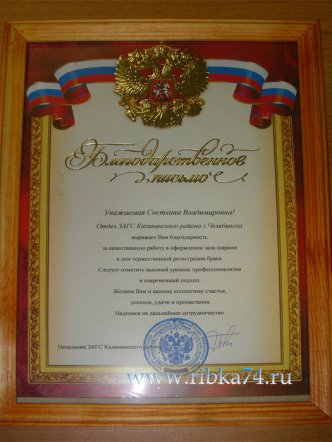 Благодарственное
письмо
Уважаемая Светлана Владимировна!
Отдел ЗАГС Калининского района г.Челябинска
выражает Вам благодарность
за качественную работу в оформлении зала шарами
в дни торжественной регистрации брака.
Следует отметить высокий уровень профессионализма
и современный подход.
Желаем Вам и вашему коллективу счастья,
успехов, удачи и процветания.
Надеемся на дальнейшее сотрудничество.
Начальник ЗАГС Калининского района
www.ribka74.ru